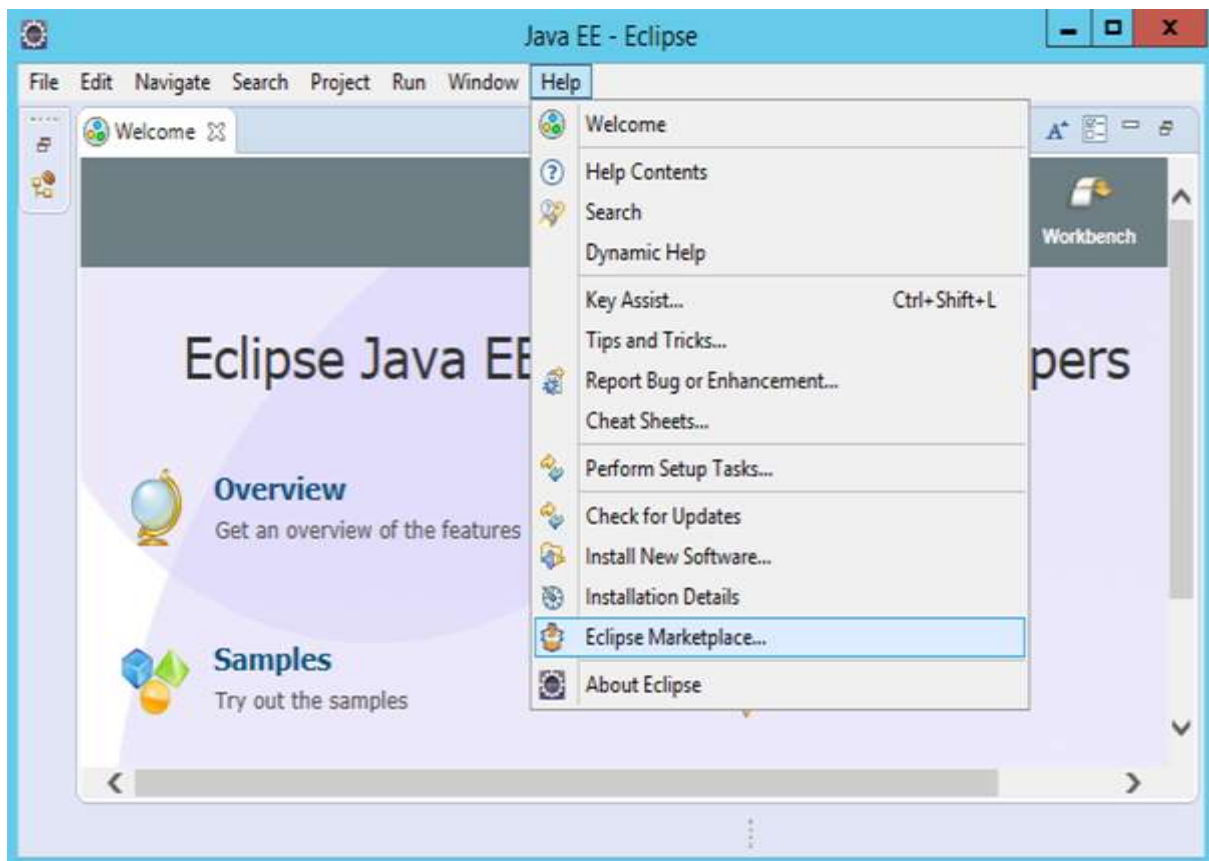 Java EE - Eclipse
File Edit Navigate Search Project Run Window Help
Welcome
Welcome
Help Contents
Search
Dynamic Help
Key Assist... Ctrl+Shift+L
Tips and Tricks...
Report Bug or Enhancement...
Cheat Sheets...
Perform Setup Tasks...
Check for Updates
Install New Software...
Installation Details
Eclipse Marketplace...
About Eclipse
Workbench
Eclipse Java EE pers
Overview
Get an overview of the features
Samples
Try out the samples